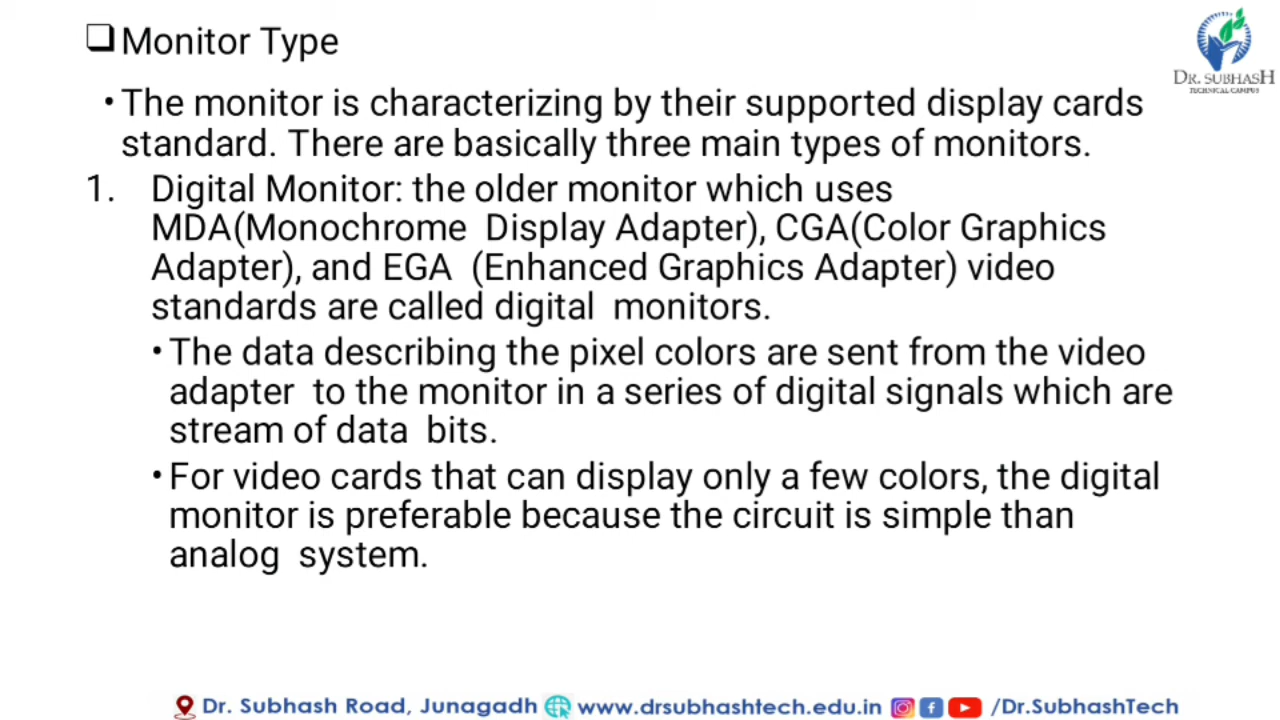 Monitor Type
DR. SUBHASH
TECHNICAL CAMPUS
• The monitor is characterizing by their supported display cards
standard. There are basically three main types of monitors.
1. Digital Monitor: the older monitor which uses
MDA(Monochrome Display Adapter), CGA(Color Graphics
Adapter), and EGA (Enhanced Graphics Adapter) video
standards are called digital monitors.
• The data describing the pixel colors are sent from the video
adapter to the monitor in a series of digital signals which are
stream of data bits.
• For video cards that can display only a few colors, the digital
monitor is preferable because the circuit is simple than
analog system.
Dr. Subhash Road, Junagadh www.drsubhashtech.edu.in /Dr.SubhashTech